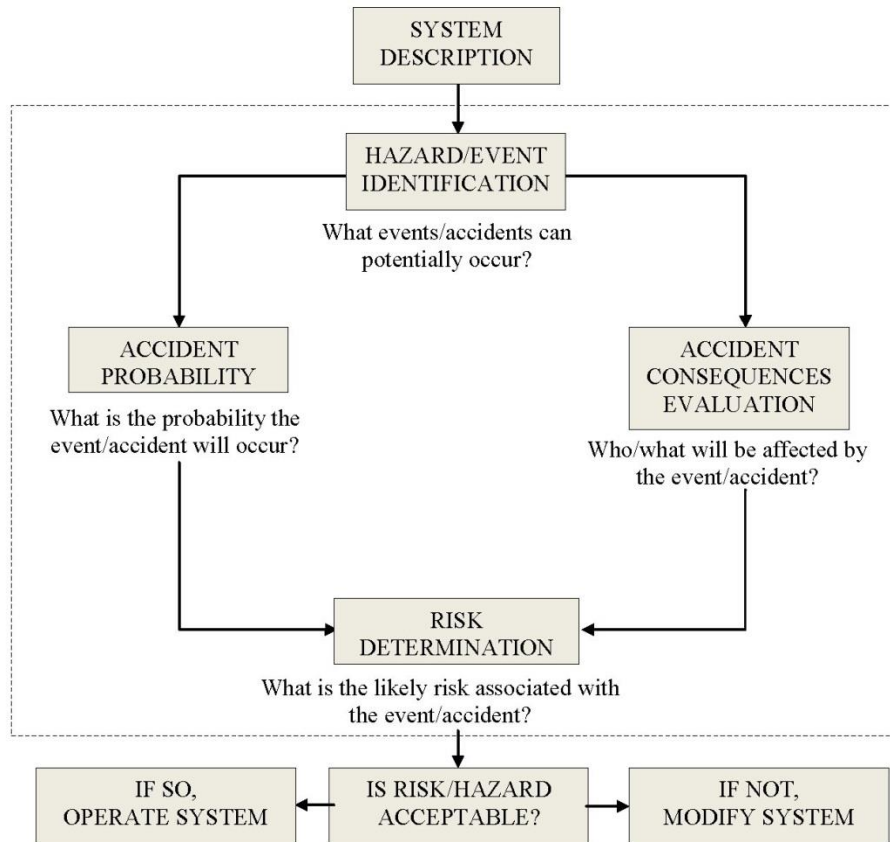 SYSTEM
DESCRIPTION
HAZARD/EVENT
IDENTIFICATION
What events/accidents can
potentially occur?
ACCIDENT
PROBABILITY
What is the probability the
event/accident will occur?
ACCIDENT
CONSEQUENCES
EVALUATION
Who/what will be affected by
the event/accident?
RISK
DETERMINATION
What is the likely risk associated with
the event/accident?
IF SO,
OPERATE SYSTEM
IS RISK/HAZARD
ACCEPTABLE?
IF NOT,
MODIFY SYSTEM